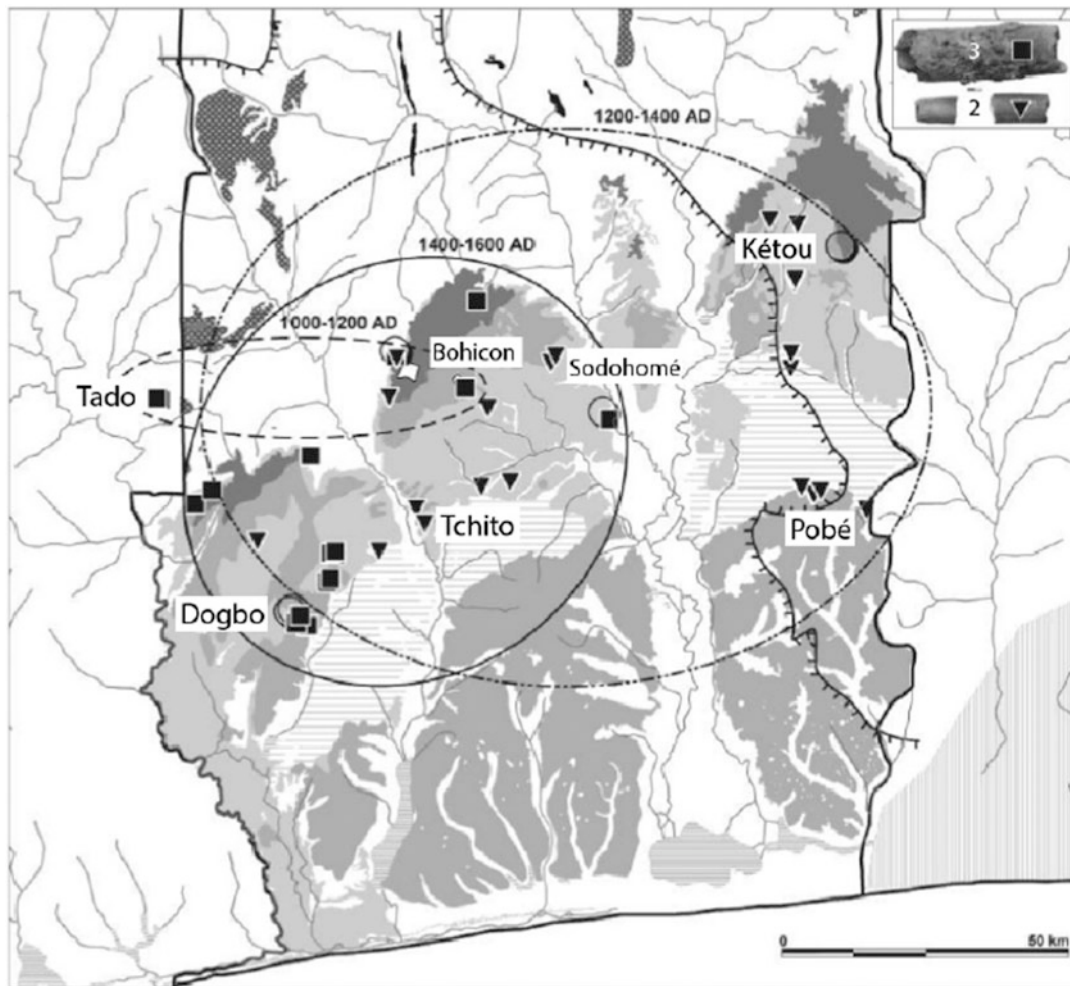 3
2
1200-1400 AD
Kétou
1400-1600 AD
1000-1200 AD
Bohicon
Sodohomé
Tado
Tchito
Pobé
Dogbo
0 50 km